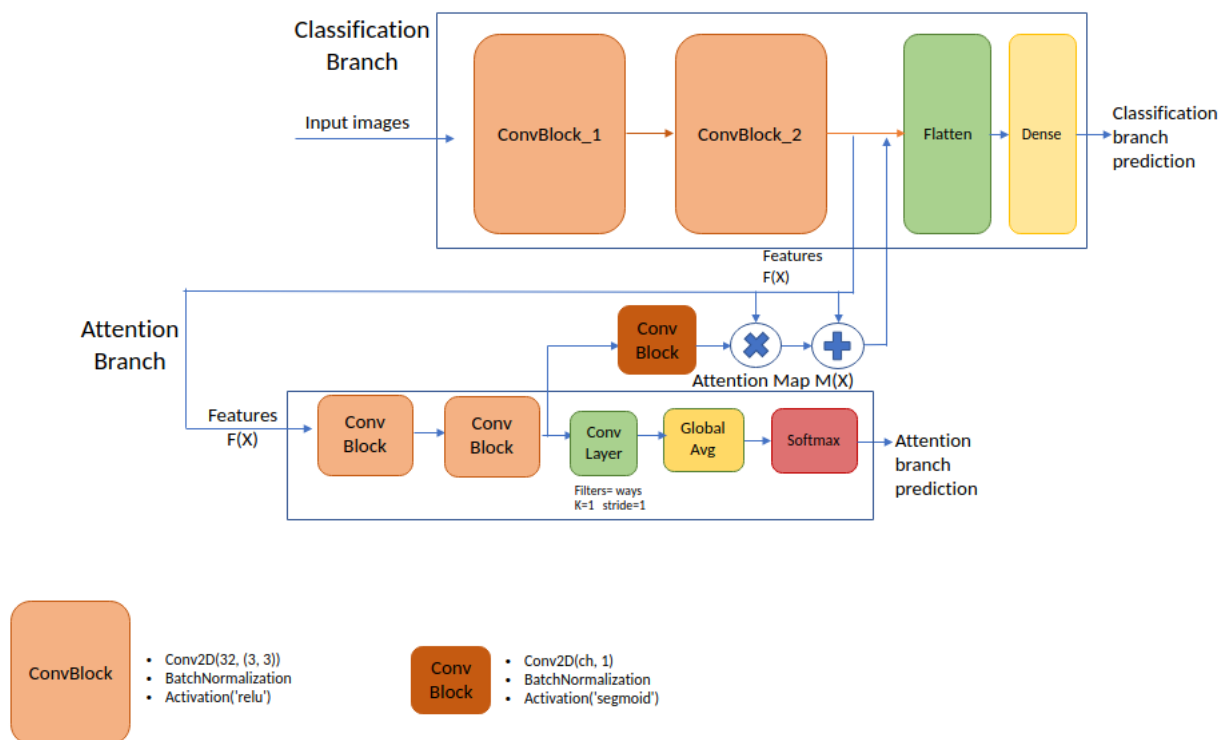 Classification
Branch
Input images
ConvBlock_1
ConvBlock_2
Flatten
Dense
Classification
branch
prediction
Features
F(X)
Attention
Branch
Conv
Block
Attention Map M(X)
Features
F(X)
Conv
Block
Conv
Block
Conv
Layer
Global
Avg
Softmax
Attention
branch
prediction
Filters= ways
K=1 stride=1
ConvBlock
• Conv2D(32, (3, 3))
• BatchNormalization
• Activation('relu')
Conv
Block
• Conv2D(ch, 1)
• BatchNormalization
• Activation('segmoid')